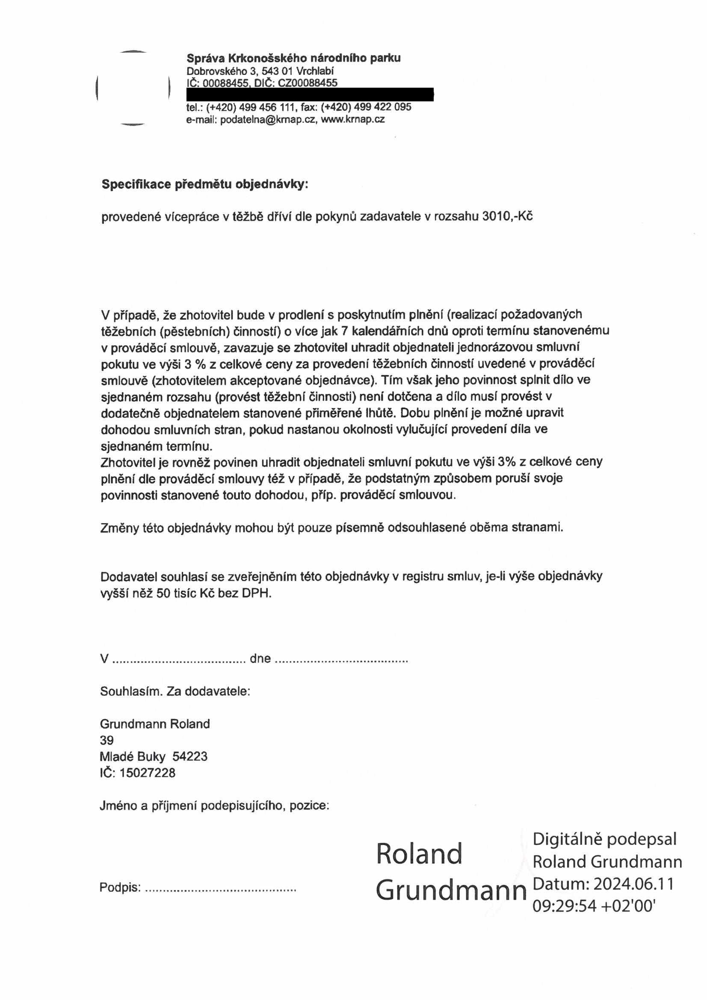 Správa Krkonošského národního parku
Dobrovského 3, 543 01 Vrchlabí
IČ: 00088455, DIČ: CZ00088455
tel.: (+420) 499 456 111, fax: (+420) 499 422 095
e-mail: podatelna@krnap.cz, www.krnap.cz
Specifikace předmětu objednávky:
provedené vícepráce v těžbě dříví dle pokynů zadavatele v rozsahu 3010,-Kč
V případě, že zhotovitel bude v prodlení s poskytnutím plnění (realizací požadovaných
těžebních (pěstebních) činností) o více jak 7 kalendářních dnů oproti termínu stanovenému
v prováděcí smlouvě, zavazuje se zhotovitel uhradit objednateli jednorázovou smluvní
pokutu ve výši 3 % z celkové ceny za provedení těžebních činností uvedené v prováděcí
smlouvě (zhotovitelem akceptované objednávce). Tím však jeho povinnost splnit dílo ve
sjednaném rozsahu (provést těžební činnosti) není dotčena a dílo musí provést v
dodatečně objednatelem stanovené přiměřené lhůtě. Dobu plnění je možné upravit
dohodou smluvních stran, pokud nastanou okolnosti vylučující provedení díla ve
sjednaném termínu.
Zhotovitel je rovněž povinen uhradit objednateli smluvní pokutu ve výši 3% z celkové ceny
plnění dle prováděcí smlouvy též v případě, že podstatným způsobem poruší svoje
povinnosti stanovené touto dohodou, příp. prováděcí smlouvou.
Změny této objednávky mohou být pouze písemně odsouhlasené oběma stranami.
Dodavatel souhlasí se zveřejněním této objednávky v registru smluv, je-li výše objednávky
vyšší něž 50 tisíc Kč bez DPH.
V ..................................... dne .....................................
Souhlasím. Za dodavatele:
Grundmann Roland
39
Mladé Buky  54223
IČ: 15027228
Jméno a příjmení podepisujícího, pozice:
Podpis: ..........................................
Roland
Grundmann
Digitálně podepsal
Roland Grundmann
Datum: 2024.06.11
09:29:54 +02'00'